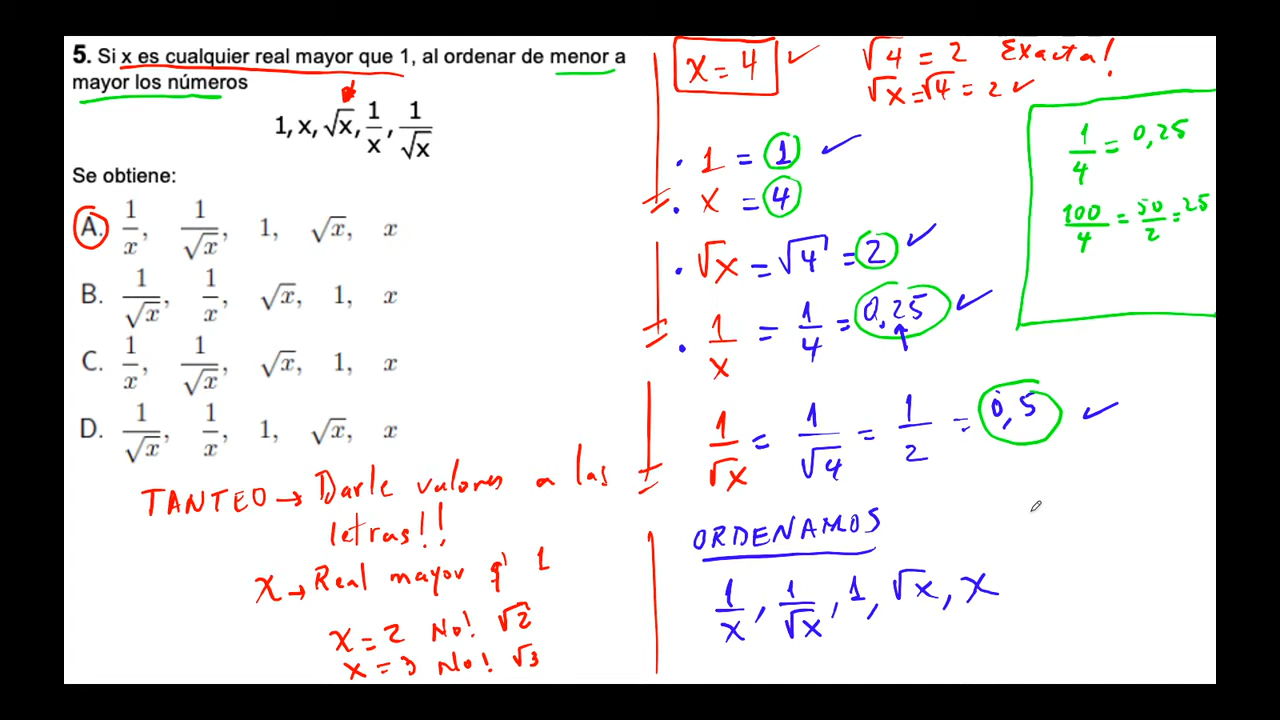 5. Si x es cualquier real mayor que 1, al ordenar de menor a
mayor los números
1, x, √x, 1/x, 1/√x
Se obtiene:
A. 1/x, 1/√x, 1, √x, x
B. 1/√x, 1/x, √x, 1, x
C. 1/x, 1/√x, √x, 1, x
D. 1/√x, 1/x, 1, √x, x
TANTEO → Darle valores a las
letras!!
x → Real mayor q' 1
x = 2 No! √2
x = 3 No! √3
x = 4 ✓
√4 = 2 Exacta!
√x = √4 = 2 ✓
· 1 = 1 ✓
· x = 4
· √x = √4 = 2 ✓
· 1/x = 1/4 = 0,25 ✓
1/√x = 1/√4 = 1/2 = 0,5 ✓
1/4 = 0,25
100/4 = 50/2 = 25
ORDENAMOS
1/x, 1/√x, 1, √x, x